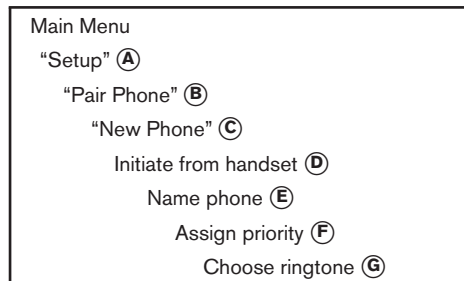 Main Menu
“Setup” Ⓐ
“Pair Phone” Ⓑ
“New Phone” Ⓒ
Initiate from handset Ⓓ
Name phone Ⓔ
Assign priority Ⓕ
Choose ringtone Ⓖ